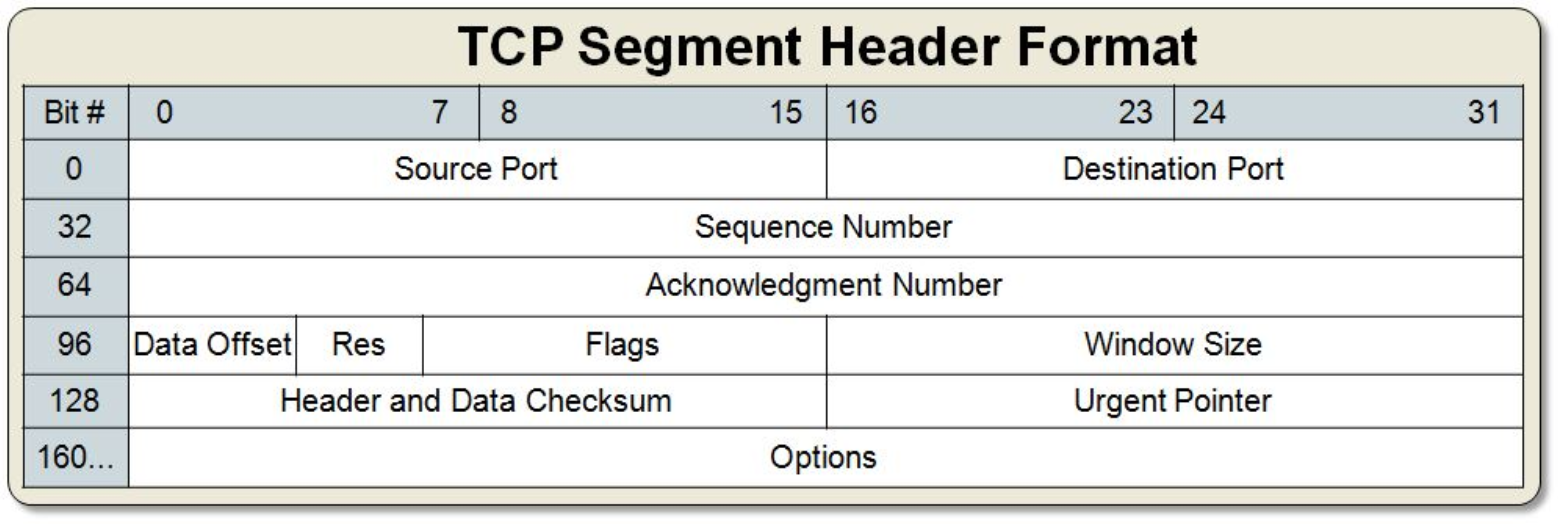 TCP Segment Header Format
Bit # 0 7 8 15 16 23 24 31
0 Source Port Destination Port
32 Sequence Number
64 Acknowledgment Number
96 Data Offset Res Flags Window Size
128 Header and Data Checksum Urgent Pointer
160... Options